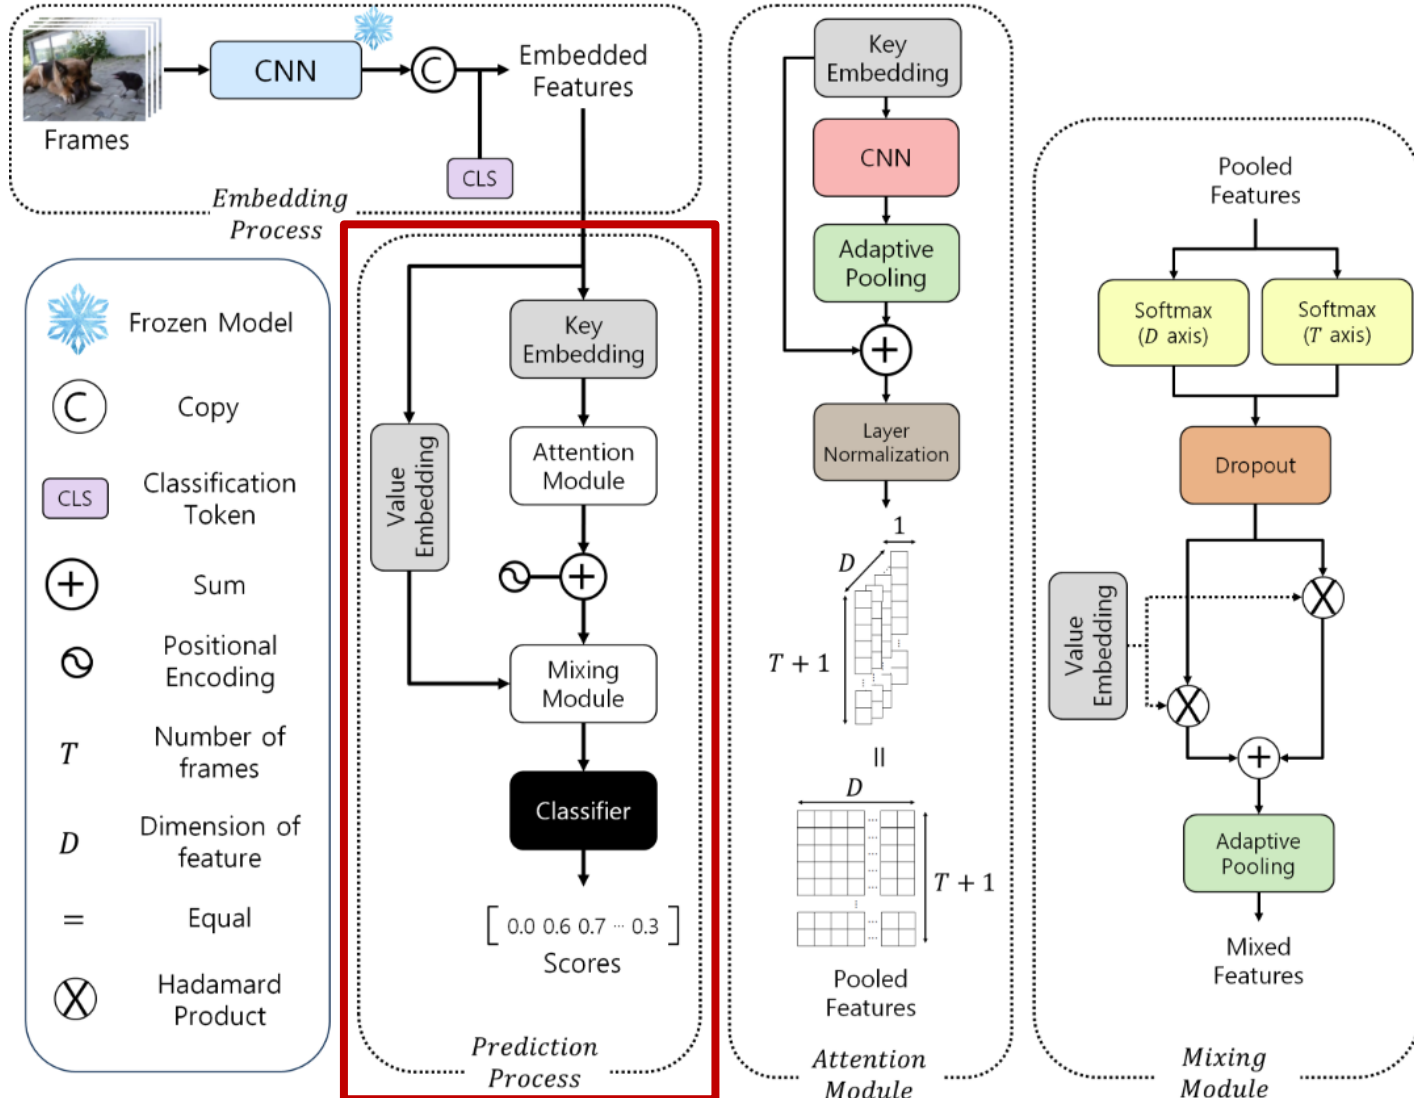 Frames
CNN
C
CLS
Embedded
Features
Embedding
Process
Frozen Model
C
Copy
CLS
Classification
Token
+
Sum
Positional
Encoding
T
Number of
frames
D
Dimension of
feature
=
Equal
X
Hadamard
Product
Key
Embedding
Value
Embedding
Attention
Module
+
Mixing
Module
Classifier
[ 0.0 0.6 0.7 ··· 0.3 ]
Scores
Prediction
Process
Key
Embedding
CNN
Adaptive
Pooling
+
Layer
Normalization
1
D
T + 1
=
D
T + 1
Pooled
Features
Attention
Module
Pooled
Features
Softmax
(D axis)
Softmax
(T axis)
Dropout
Value
Embedding
X
X
+
Adaptive
Pooling
Mixed
Features
Mixing
Module